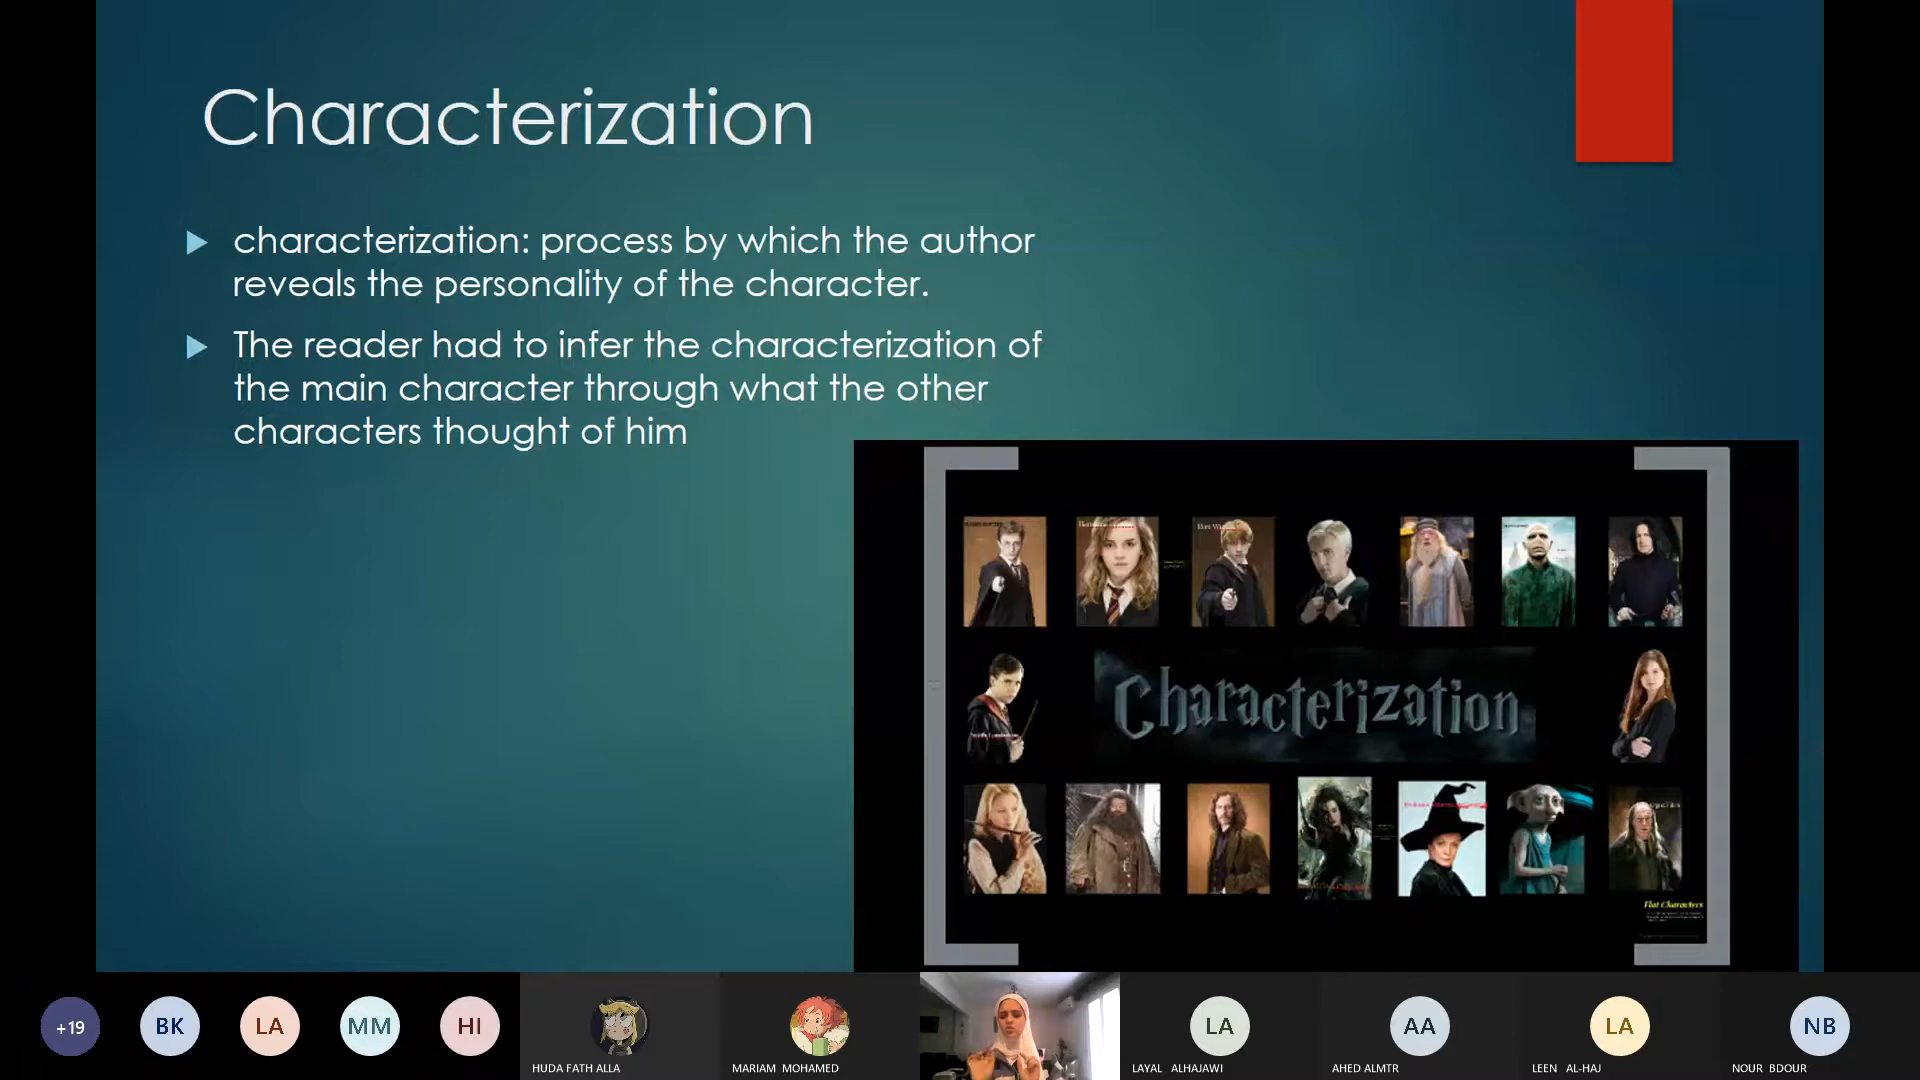 Characterization
characterization: process by which the author
reveals the personality of the character.
The reader had to infer the characterization of
the main character through what the other
characters thought of him
Characterization
Flat Characters
+19
BK
LA
MM
HI
HUDA FATH ALLA
MARIAM MOHAMED
LA
LAYAL ALHAJAWI
AA
AHED ALMTR
LA
LEEN AL-HAJ
NB
NOUR BDOUR